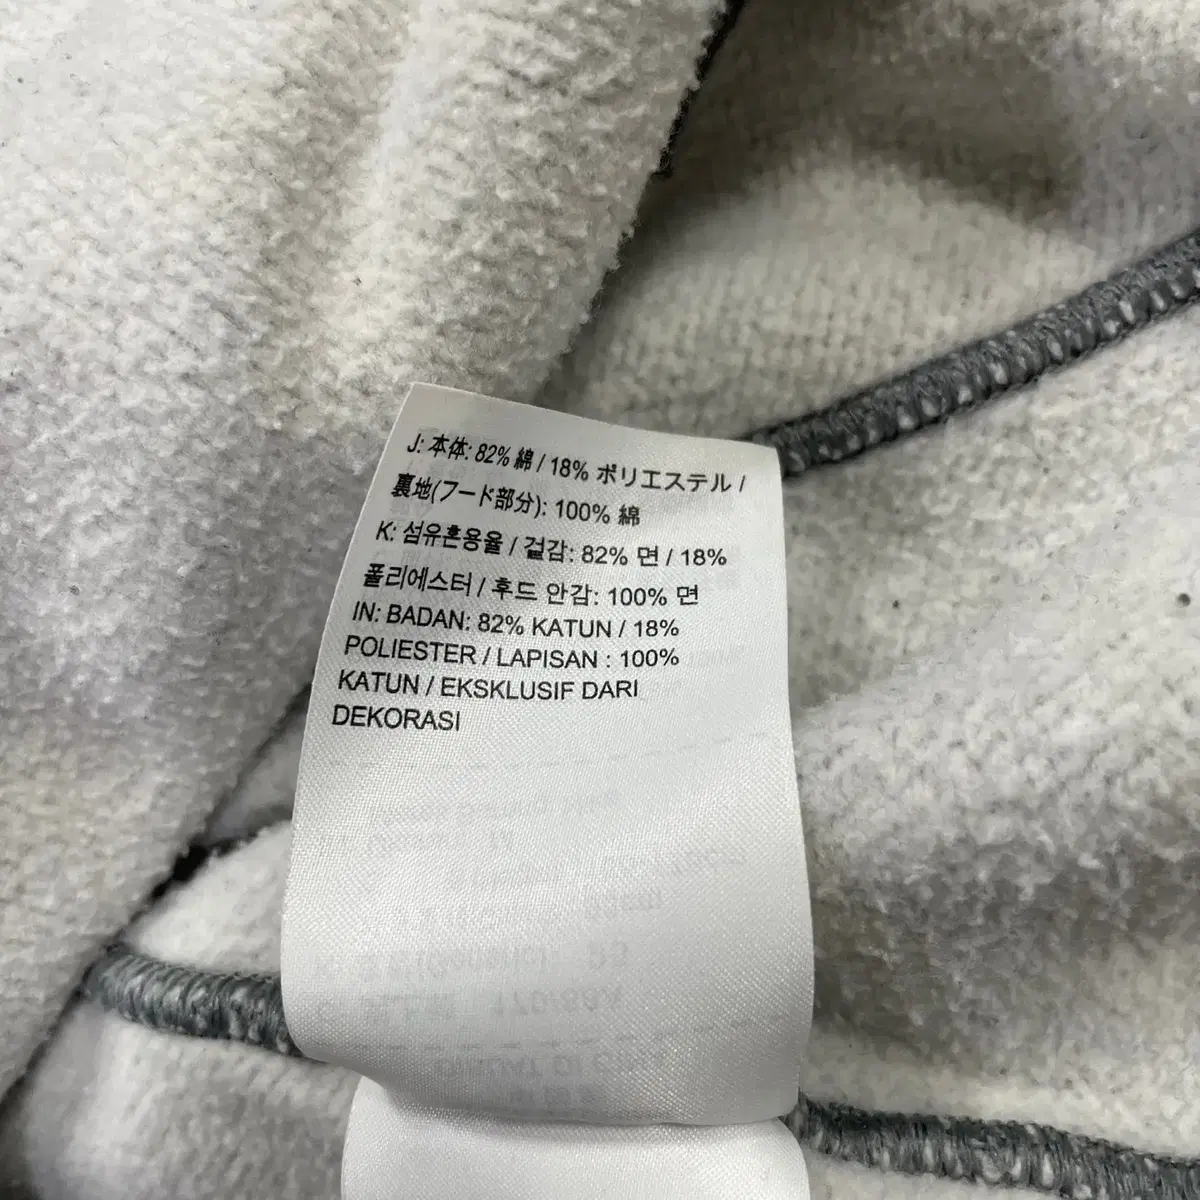 J: 本体: 82% 綿 / 18% ポリエステル /
裏地(フード部分): 100% 綿
K: 섬유혼용율 / 겉감: 82% 면 / 18%
폴리에스터 / 후드 안감: 100% 면
IN: BADAN: 82% KATUN / 18%
POLIESTER / LAPISAN : 100%
KATUN / EKSKLUSIF DARI
DEKORASI